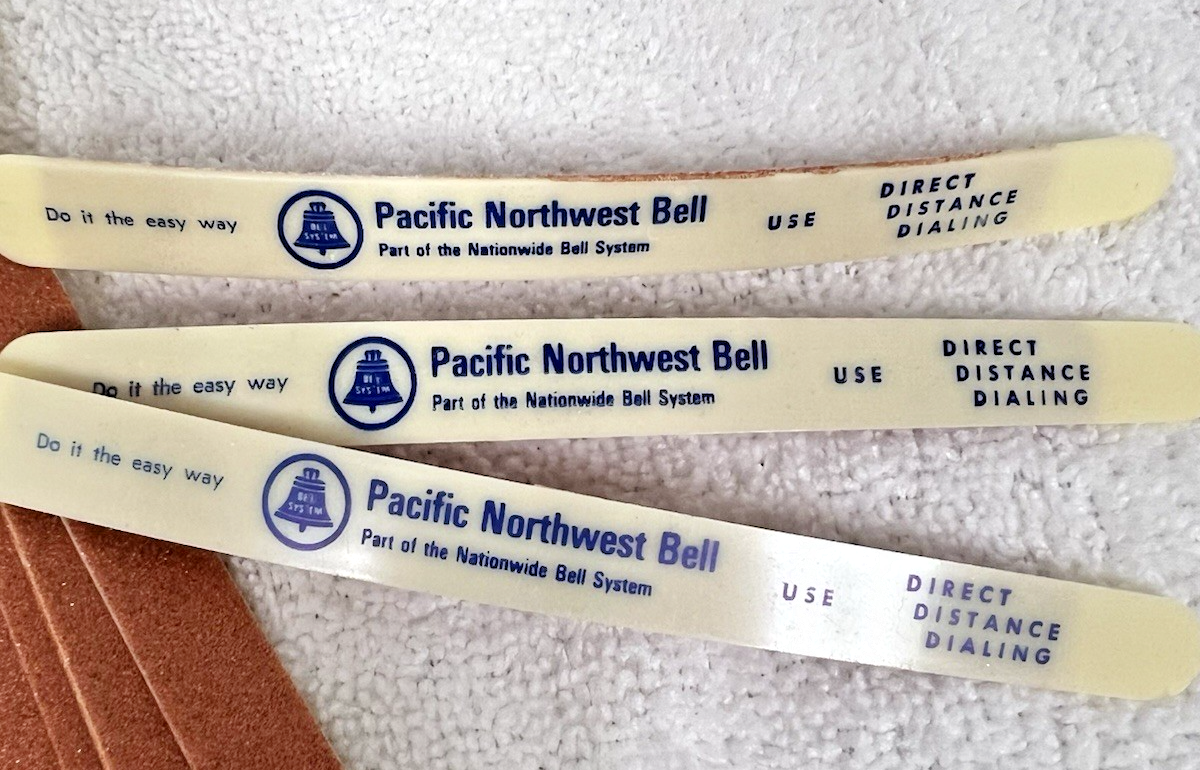 Do it the easy way
BELL
SYSTEM
Pacific Northwest Bell
Part of the Nationwide Bell System
USE
DIRECT
DISTANCE
DIALING
Do it the easy way
BELL
SYSTEM
Pacific Northwest Bell
Part of the Nationwide Bell System
USE
DIRECT
DISTANCE
DIALING
Do it the easy way
BELL
SYSTEM
Pacific Northwest Bell
Part of the Nationwide Bell System
USE
DIRECT
DISTANCE
DIALING